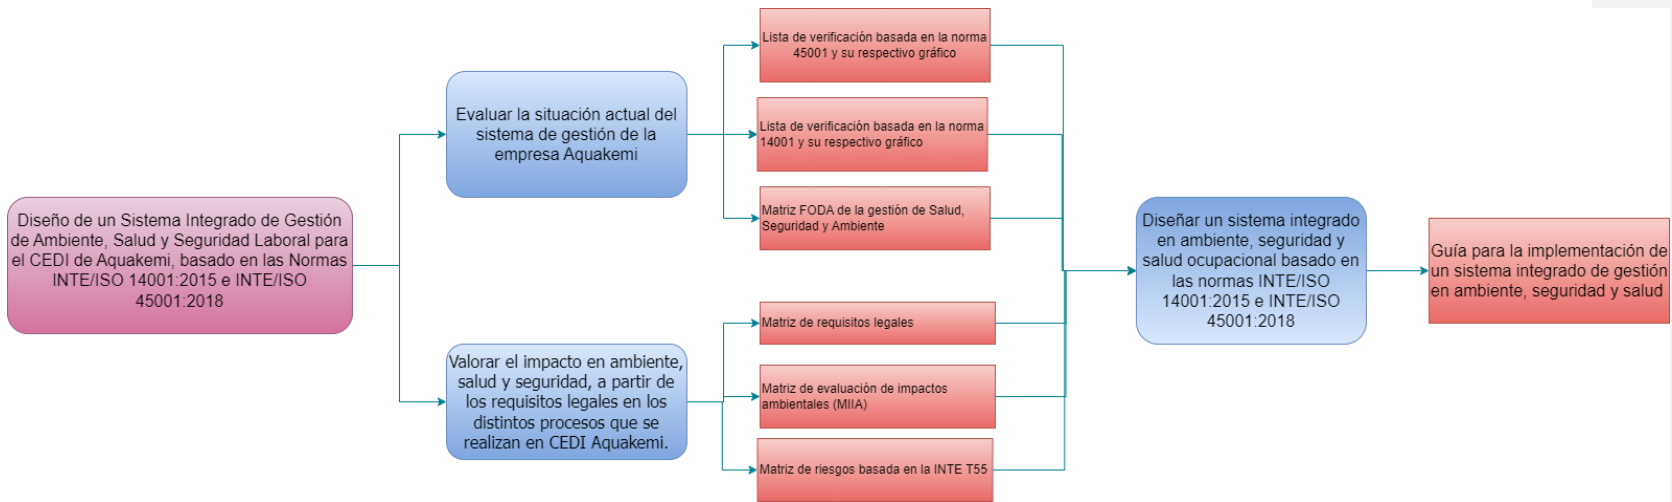 Diseño de un Sistema Integrado de Gestión
de Ambiente, Salud y Seguridad Laboral para
el CEDI de Aquakemi, basado en las Normas
INTE/ISO 14001:2015 e INTE/ISO
45001:2018
Evaluar la situación actual del
sistema de gestión de la
empresa Aquakemi
Valorar el impacto en ambiente,
salud y seguridad, a partir de
los requisitos legales en los
distintos procesos que se
realizan en CEDI Aquakemi.
Lista de verificación basada en la norma
45001 y su respectivo gráfico
Lista de verificación basada en la norma
14001 y su respectivo gráfico
Matriz FODA de la gestión de Salud,
Seguridad y Ambiente
Matriz de requisitos legales
Matriz de evaluación de impactos
ambientales (MIIA)
Matriz de riesgos basada en la INTE T55
Diseñar un sistema integrado
en ambiente, seguridad y
salud ocupacional basado en
las normas INTE/ISO
14001:2015 e INTE/ISO
45001:2018
Guía para la implementación de
un sistema integrado de gestión
en ambiente, seguridad y salud